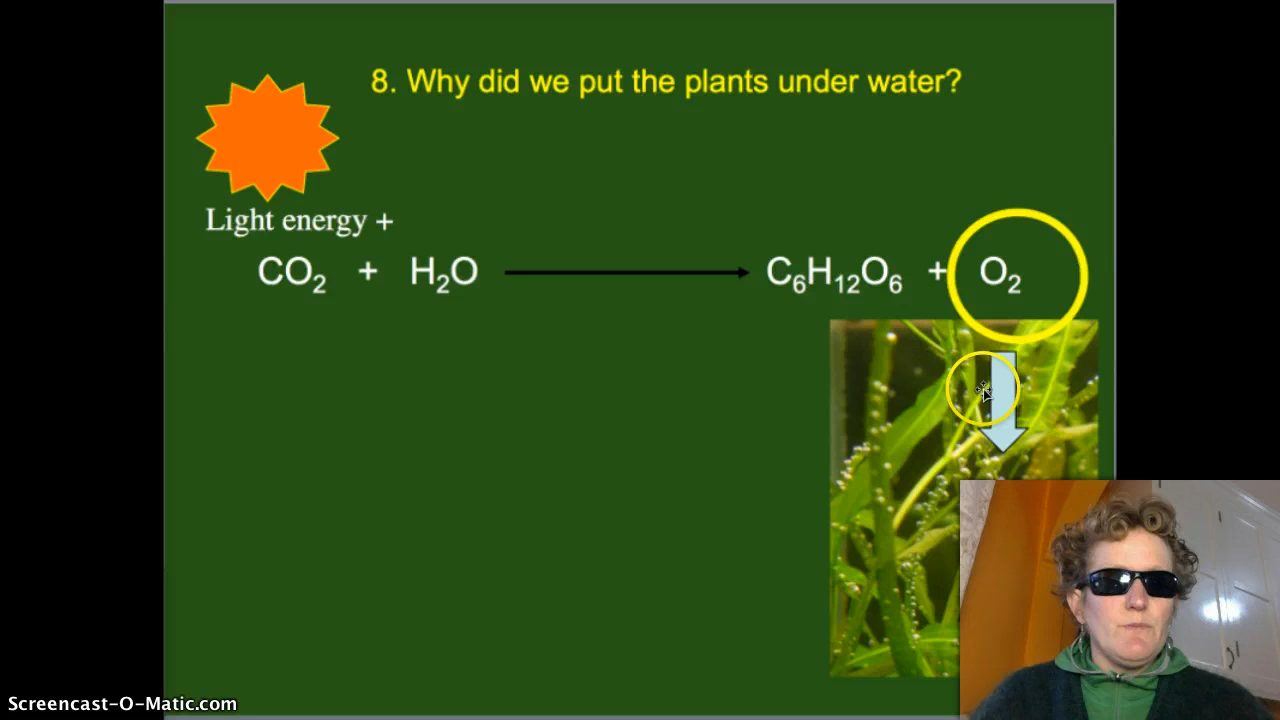 8. Why did we put the plants under water?
Light energy +
CO₂ + H₂O → C₆H₁₂O₆ + O₂
Screencast-O-Matic.com